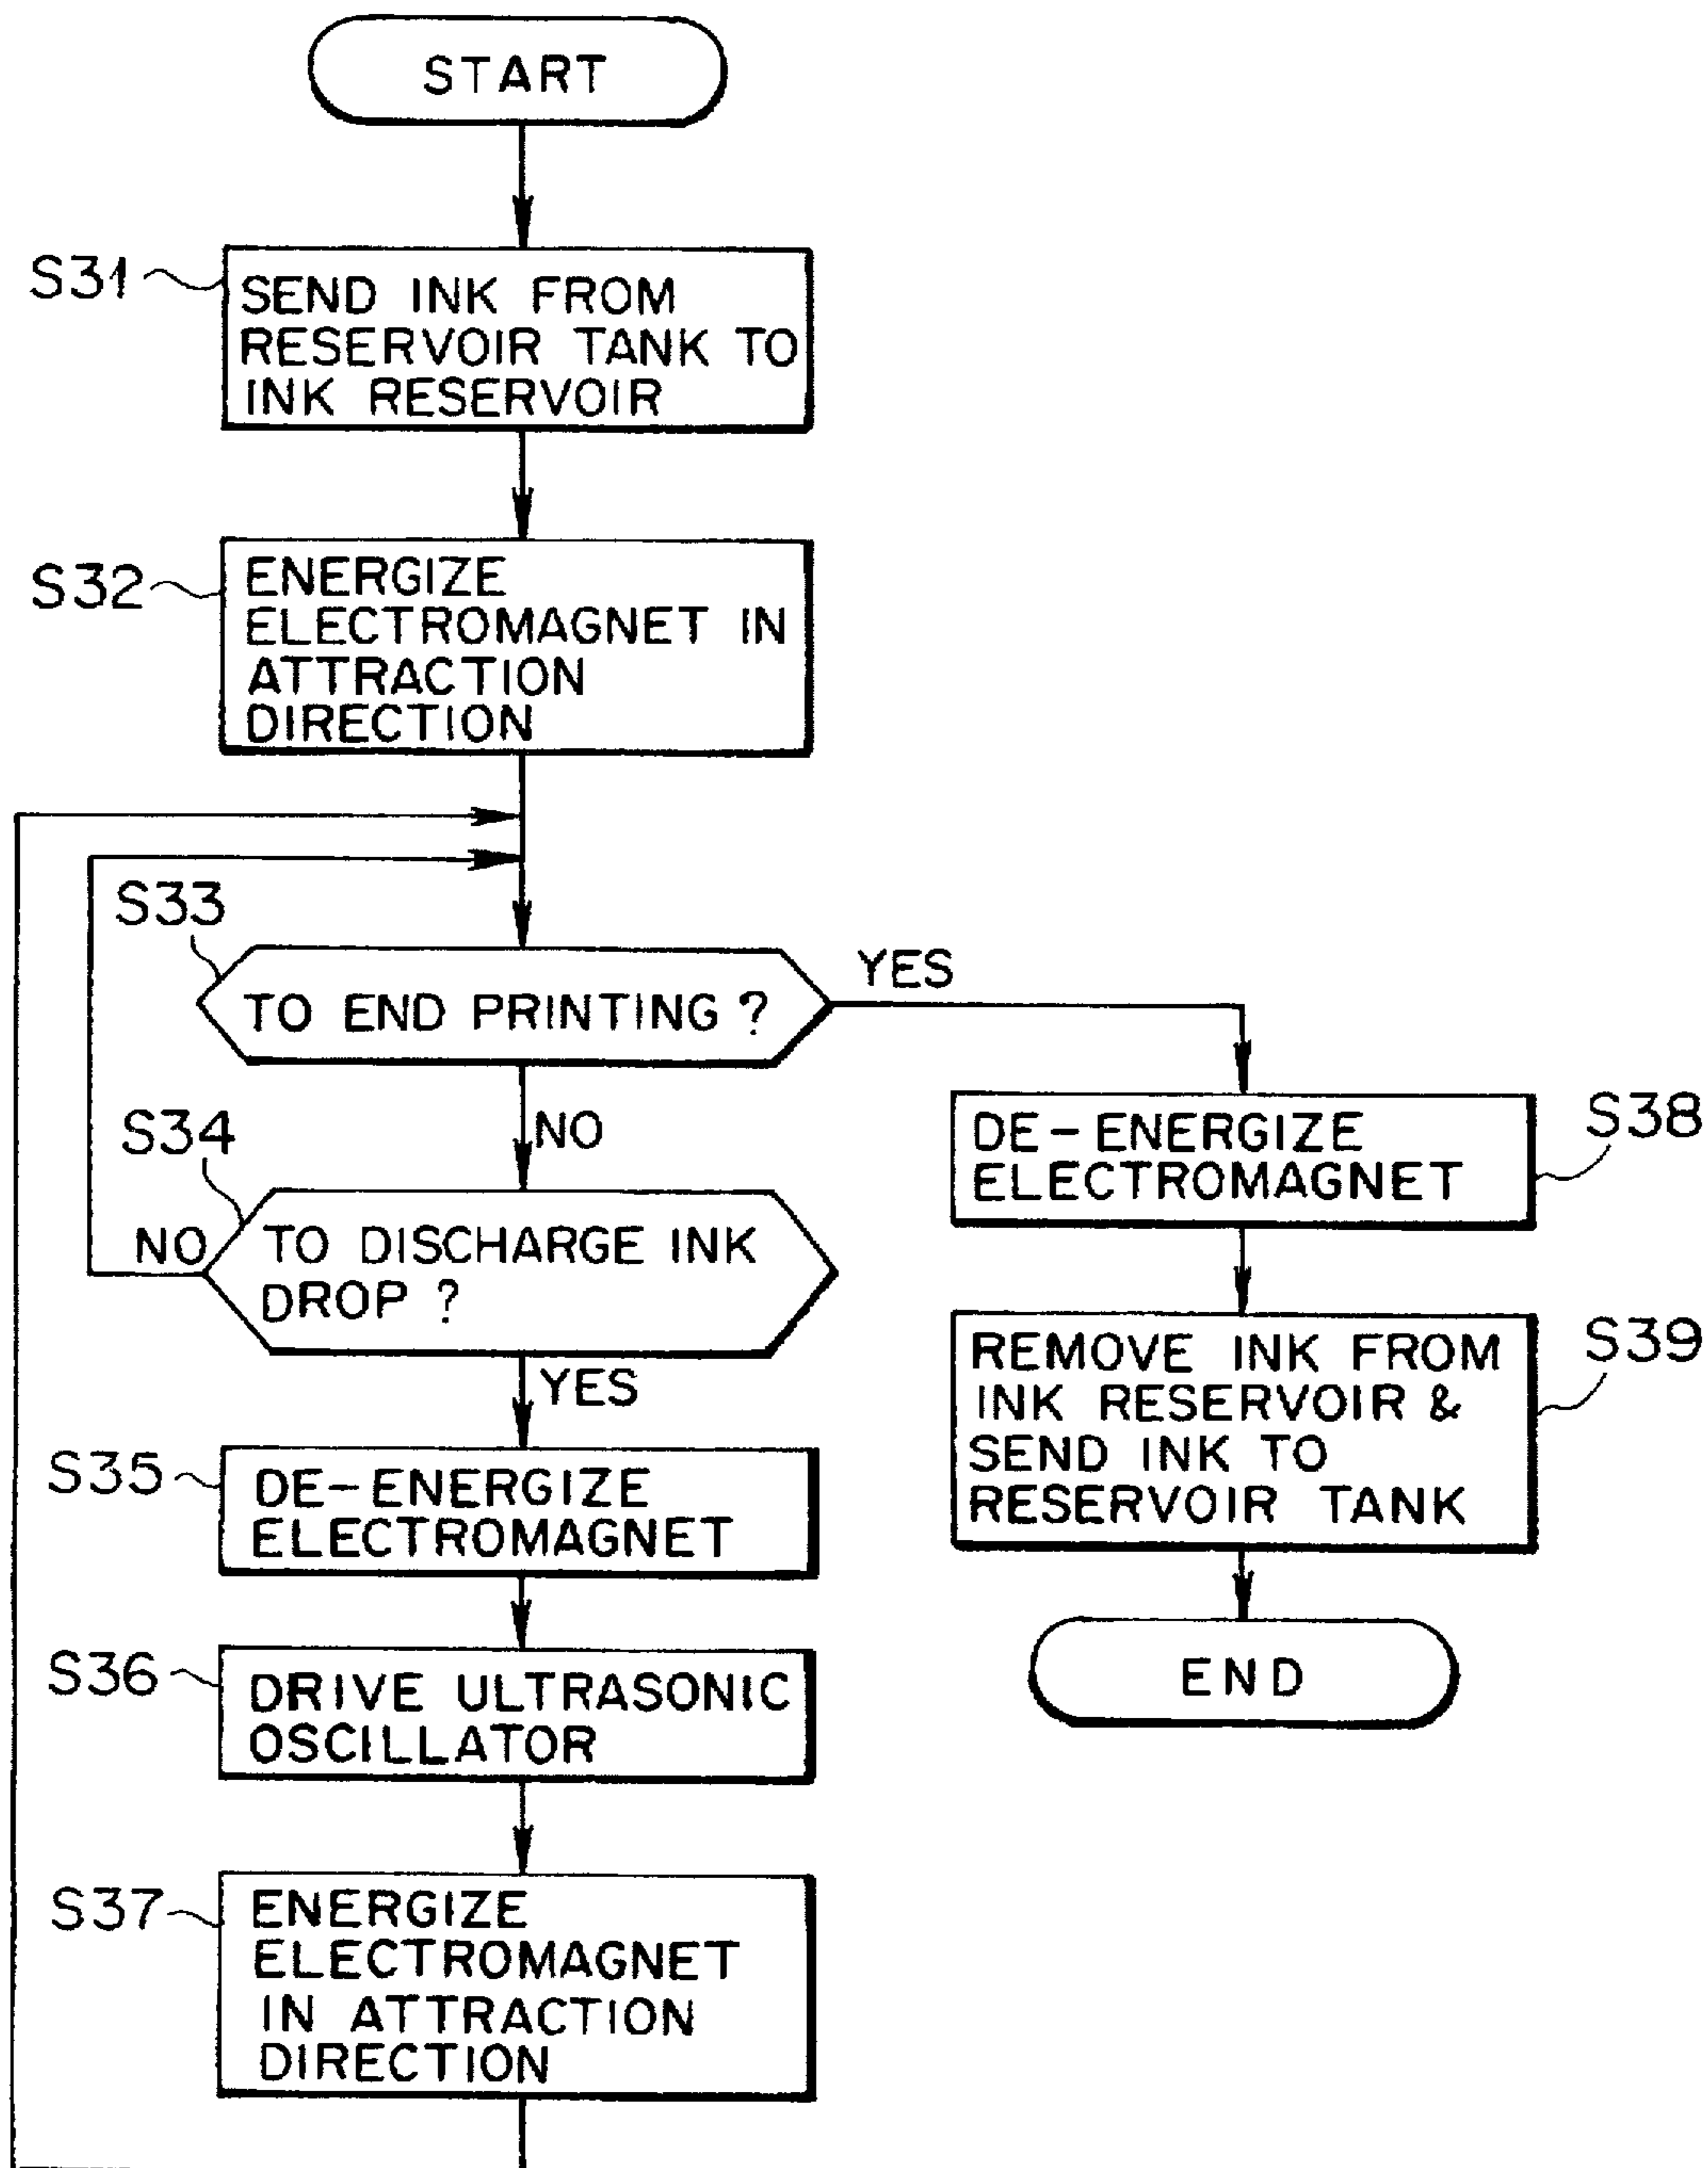 START
S31
SEND INK FROM
RESERVOIR TANK TO
INK RESERVOIR
S32
ENERGIZE
ELECTROMAGNET IN
ATTRACTION
DIRECTION
S33
TO END PRINTING ?
YES
NO
S34
TO DISCHARGE INK
DROP ?
NO
YES
S35
DE-ENERGIZE
ELECTROMAGNET
S36
DRIVE ULTRASONIC
OSCILLATOR
S37
ENERGIZE
ELECTROMAGNET
IN ATTRACTION
DIRECTION
S38
DE-ENERGIZE
ELECTROMAGNET
S39
REMOVE INK FROM
INK RESERVOIR &
SEND INK TO
RESERVOIR TANK
END